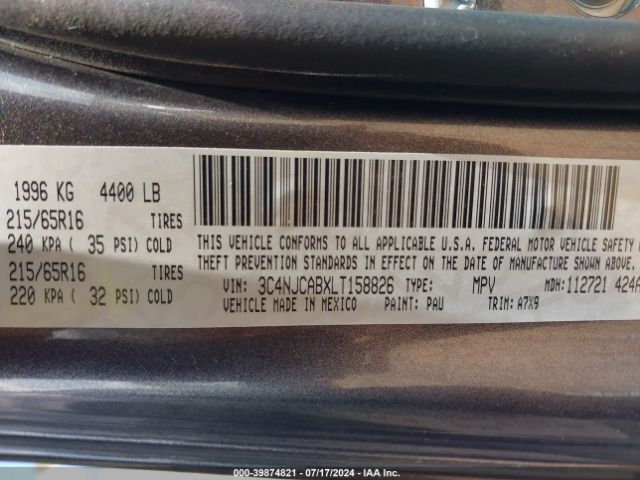 1996 KG 4400 LB
215/65R16 TIRES
240 KPA ( 35 PSI) COLD
215/65R16 TIRES
220 KPA ( 32 PSI) COLD
THIS VEHICLE CONFORMS TO ALL APPLICABLE U.S.A. FEDERAL MOTOR VEHICLE SAFETY
THEFT PREVENTION STANDARDS IN EFFECT ON THE DATE OF MANUFACTURE SHOWN ABOVE.
VIN: 3C4NJCABXLT158826 TYPE: MPV MDH: 112721 424A
VEHICLE MADE IN MEXICO PAINT: PAU TRIM: A7X9
000-39874821 - 07/17/2024 - IAA Inc.